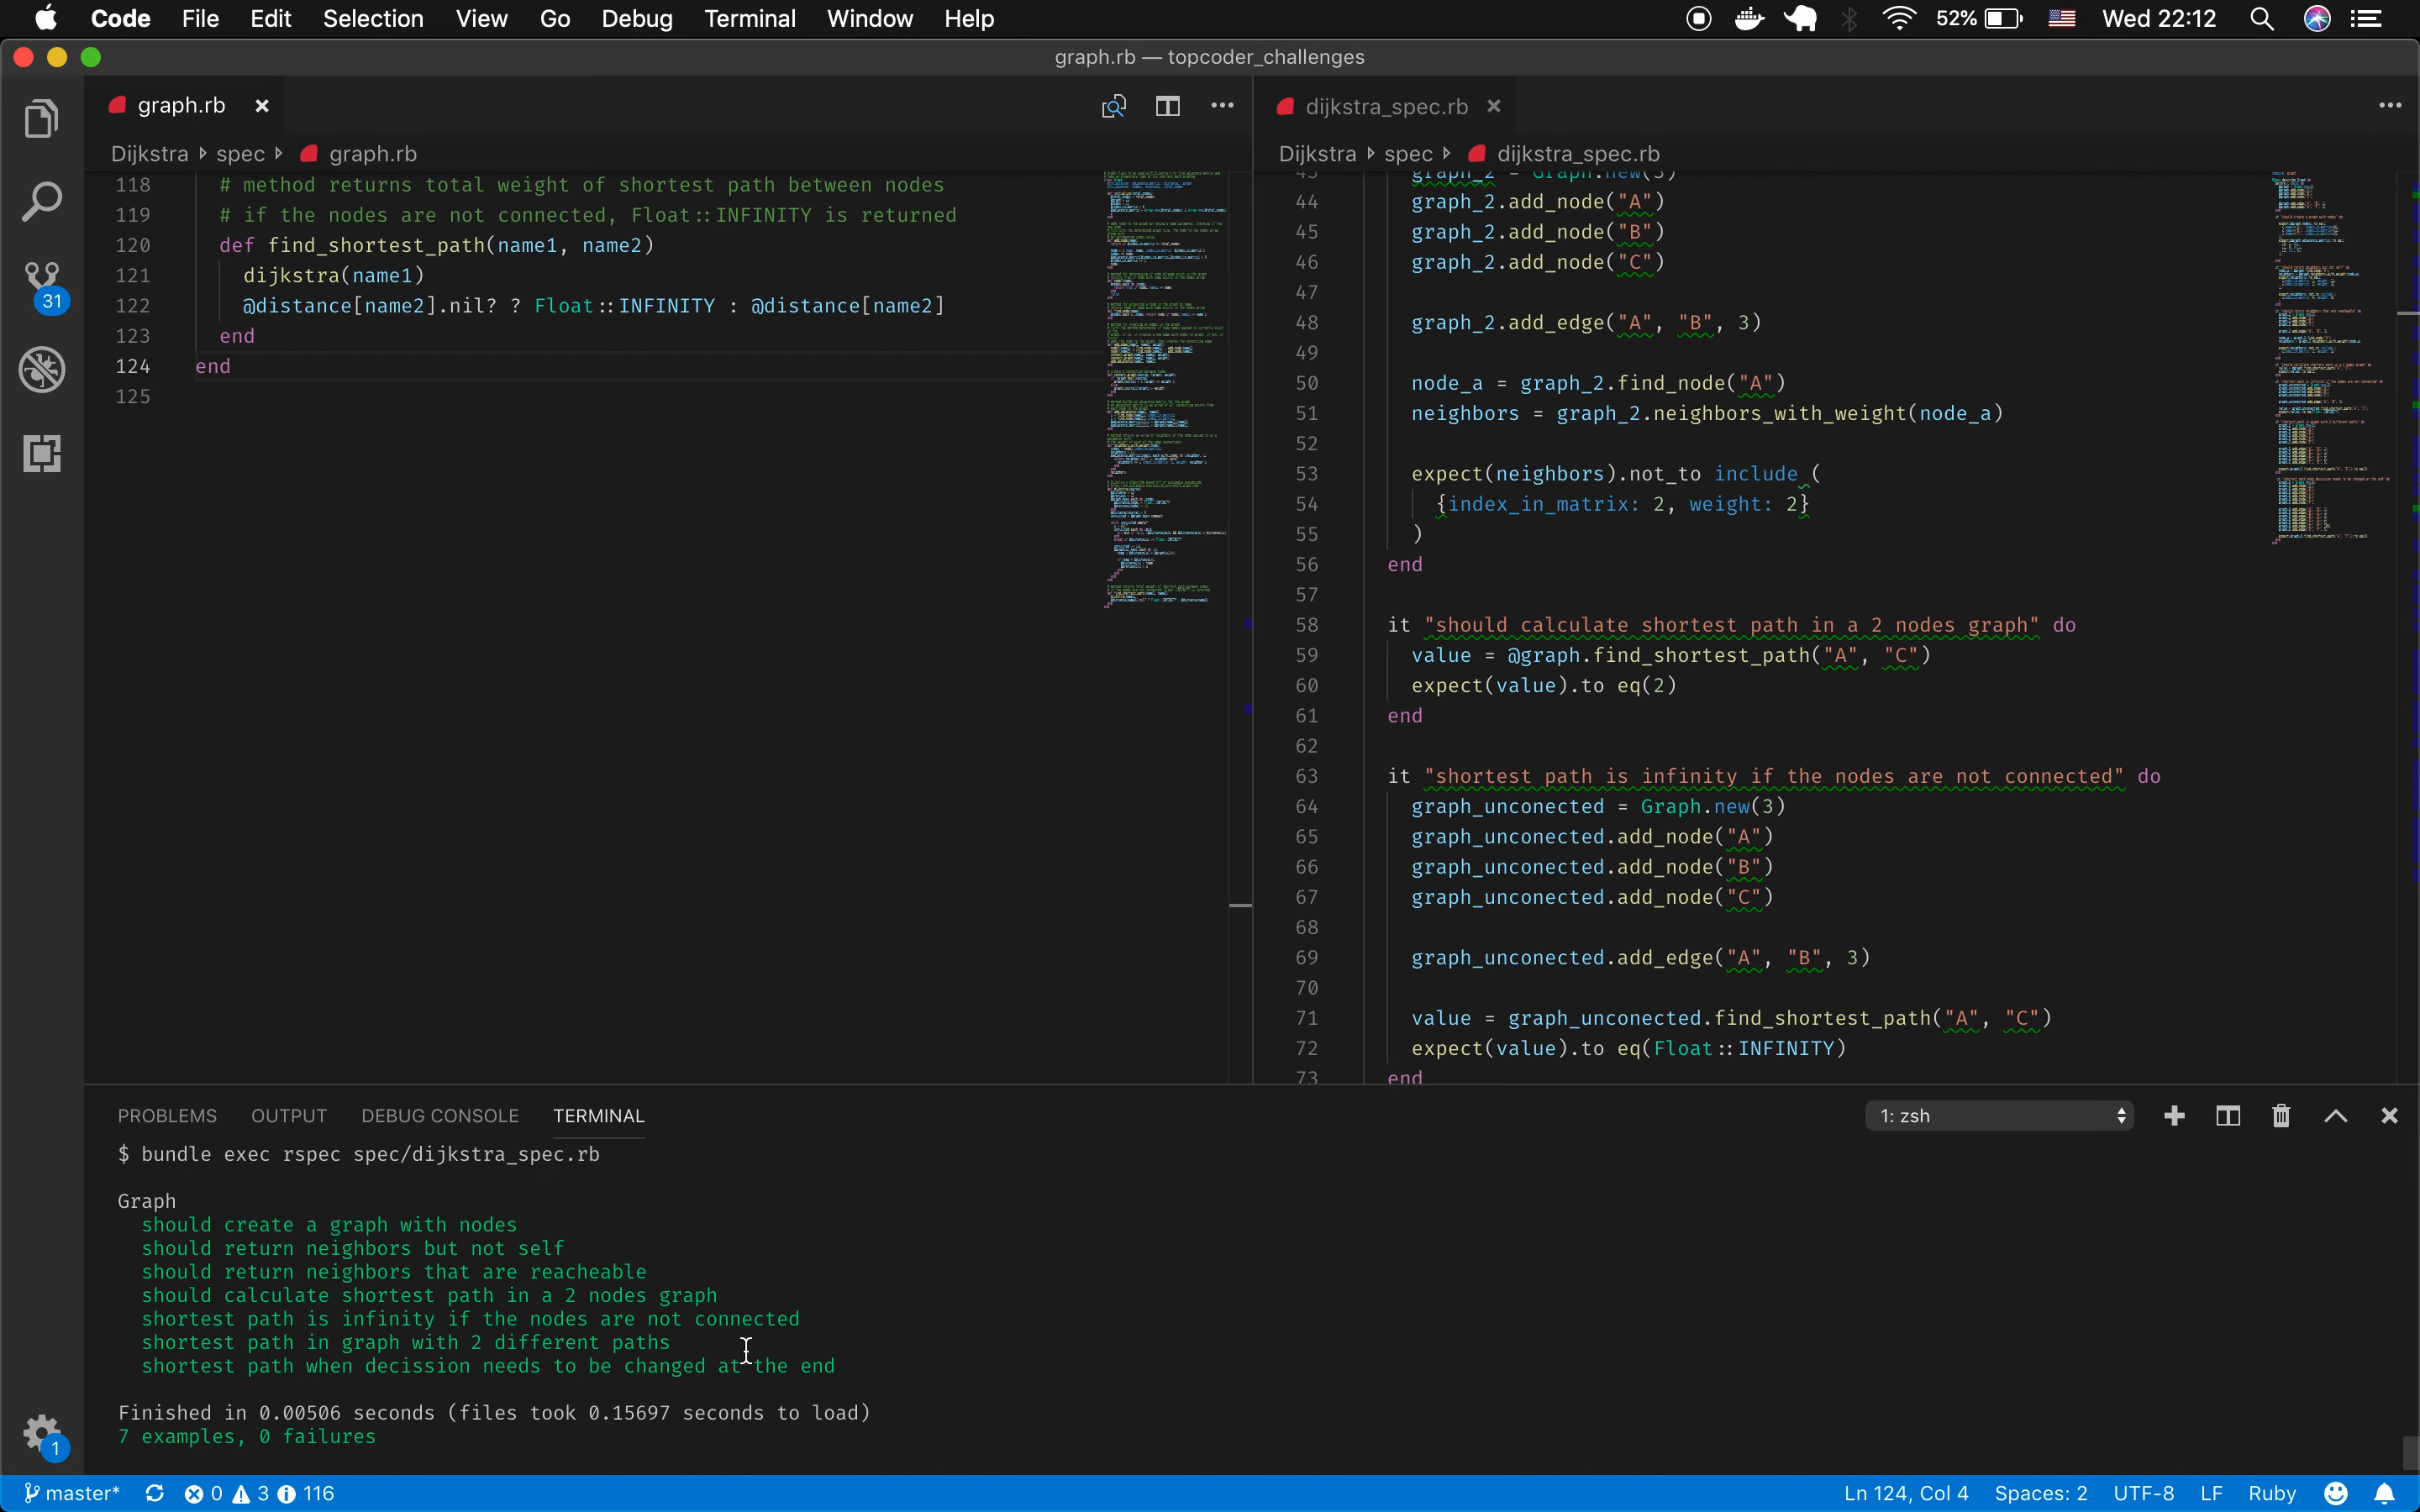 Code File Edit Selection View Go Debug Terminal Window Help 52% Wed 22:12
graph.rb — topcoder_challenges
graph.rb
Dijkstra spec graph.rb
118 # method returns total weight of shortest path between nodes
119 # if the nodes are not connected, Float::INFINITY is returned
120 def find_shortest_path(name1, name2)
121 dijkstra(name1)
122 @distance[name2].nil? ? Float::INFINITY : @distance[name2]
123 end
124 end
125
31
dijkstra_spec.rb
Dijkstra spec dijkstra_spec.rb
43 graph_2 = Graph.new(3)
44 graph_2.add_node("A")
45 graph_2.add_node("B")
46 graph_2.add_node("C")
47
48 graph_2.add_edge("A", "B", 3)
49
50 node_a = graph_2.find_node("A")
51 neighbors = graph_2.neighbors_with_weight(node_a)
52
53 expect(neighbors).not_to include (
54 {index_in_matrix: 2, weight: 2}
55 )
56 end
57
58 it "should calculate shortest path in a 2 nodes graph" do
59 value = @graph.find_shortest_path("A", "C")
60 expect(value).to eq(2)
61 end
62
63 it "shortest path is infinity if the nodes are not connected" do
64 graph_unconected = Graph.new(3)
65 graph_unconected.add_node("A")
66 graph_unconected.add_node("B")
67 graph_unconected.add_node("C")
68
69 graph_unconected.add_edge("A", "B", 3)
70
71 value = graph_unconected.find_shortest_path("A", "C")
72 expect(value).to eq(Float::INFINITY)
73 end
PROBLEMS OUTPUT DEBUG CONSOLE TERMINAL 1: zsh
$ bundle exec rspec spec/dijkstra_spec.rb
Graph
should create a graph with nodes
should return neighbors but not self
should return neighbors that are reacheable
should calculate shortest path in a 2 nodes graph
shortest path is infinity if the nodes are not connected
shortest path in graph with 2 different paths
shortest path when decission needs to be changed at the end
Finished in 0.00506 seconds (files took 0.15697 seconds to load)
7 examples, 0 failures
1
master* 0 3 116 Ln 124, Col 4 Spaces: 2 UTF-8 LF Ruby